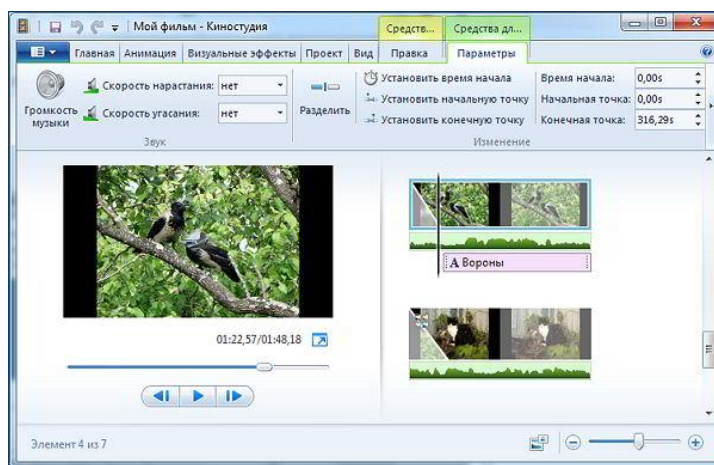 Мой фильм - Киностудия
Средств... Средства дл...
Главная Анимация Визуальные эффекты Проект Вид Правка Параметры
Громкость музыки
Скорость нарастания: нет
Скорость угасания: нет
Звук
Разделить
Установить время начала
Установить начальную точку
Установить конечную точку
Время начала: 0,00s
Начальная точка: 0,00s
Конечная точка: 316,29s
Изменение
01:22,57/01:48,18
A Вороны
Элемент 4 из 7